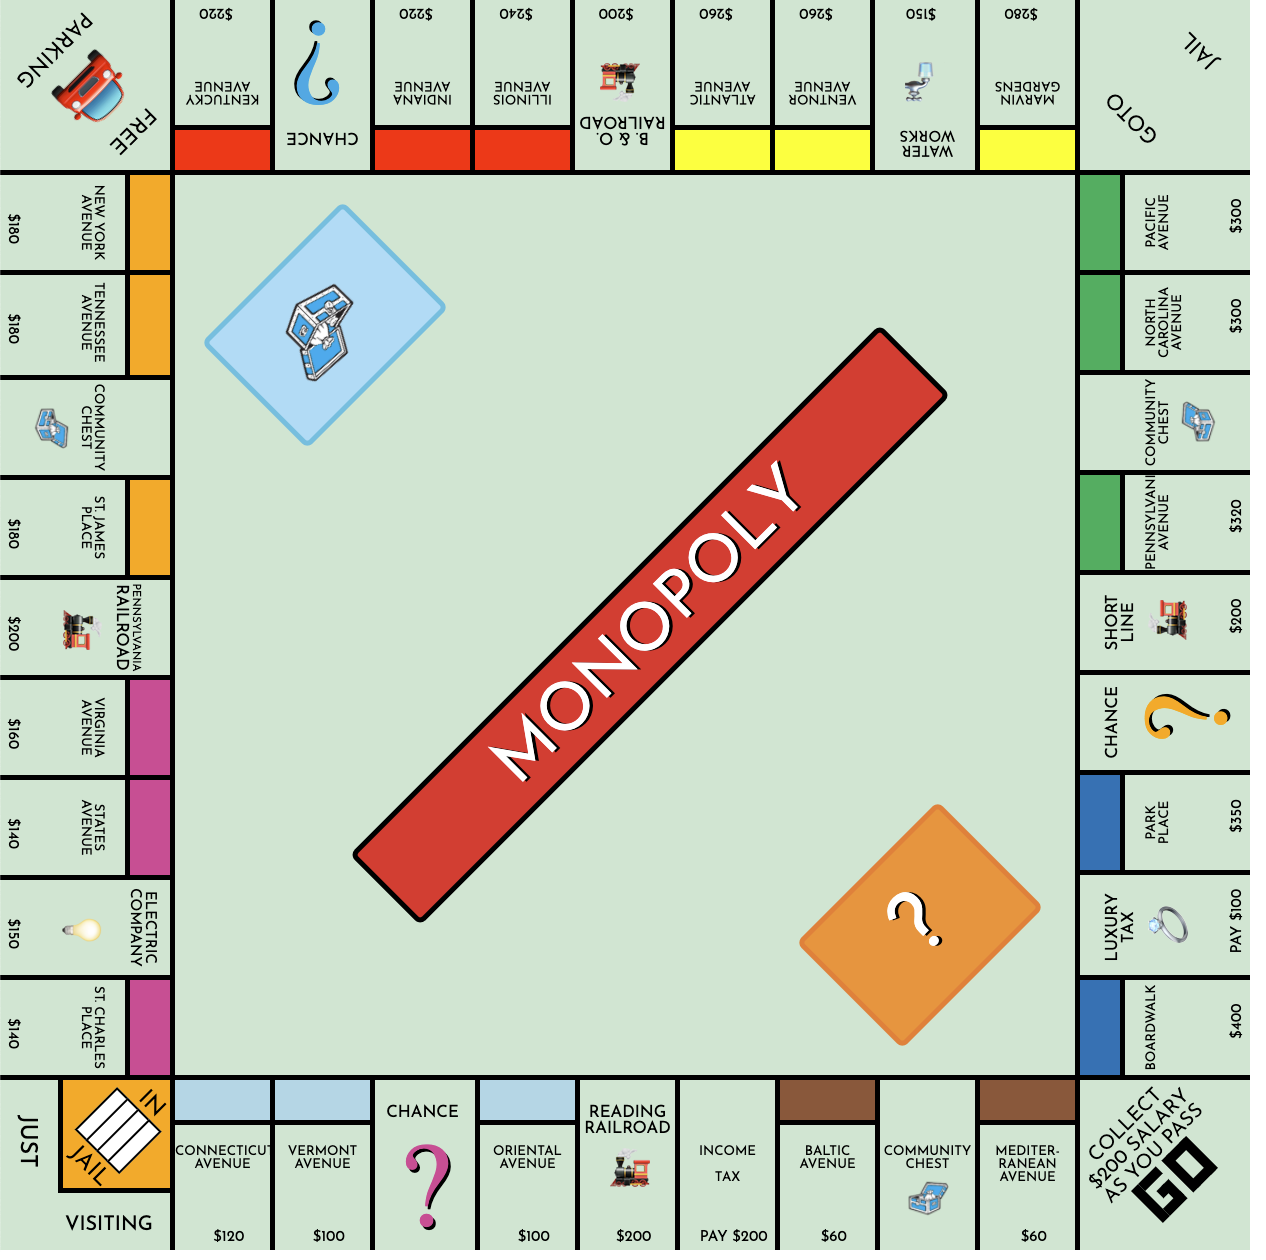 PARKING
FREE
$220
KENTUCKY
AVENUE
CHANCE
$220
INDIANA
AVENUE
$240
ILLINOIS
AVENUE
$200
B. & O.
RAILROAD
$260
ATLANTIC
AVENUE
$260
VENTNOR
AVENUE
$150
WATER
WORKS
$280
MARVIN
GARDENS
GOTO
JAIL
NEW YORK
AVENUE
$180
TENNESSEE
AVENUE
$180
COMMUNITY
CHEST
ST. JAMES
PLACE
$180
PENNSYLVANIA
RAILROAD
$200
VIRGINIA
AVENUE
$160
STATES
AVENUE
$140
ELECTRIC
COMPANY
$150
ST. CHARLES
PLACE
$140
MONOPOLY
?
PACIFIC
AVENUE
$300
NORTH
CAROLINA
AVENUE
$300
COMMUNITY
CHEST
PENNSYLVANI
AVENUE
$320
SHORT
LINE
$200
CHANCE
PARK
PLACE
$350
LUXURY
TAX
PAY $100
BOARDWALK
$400
JUST
VISITING
IN
JAIL
CONNECTICUT
AVENUE
$120
VERMONT
AVENUE
$100
CHANCE
?
ORIENTAL
AVENUE
$100
READING
RAILROAD
$200
INCOME
TAX
PAY $200
BALTIC
AVENUE
$60
COMMUNITY
CHEST
MEDITER-
RANEAN
AVENUE
$60
COLLECT
$200 SALARY
AS YOU PASS
GO